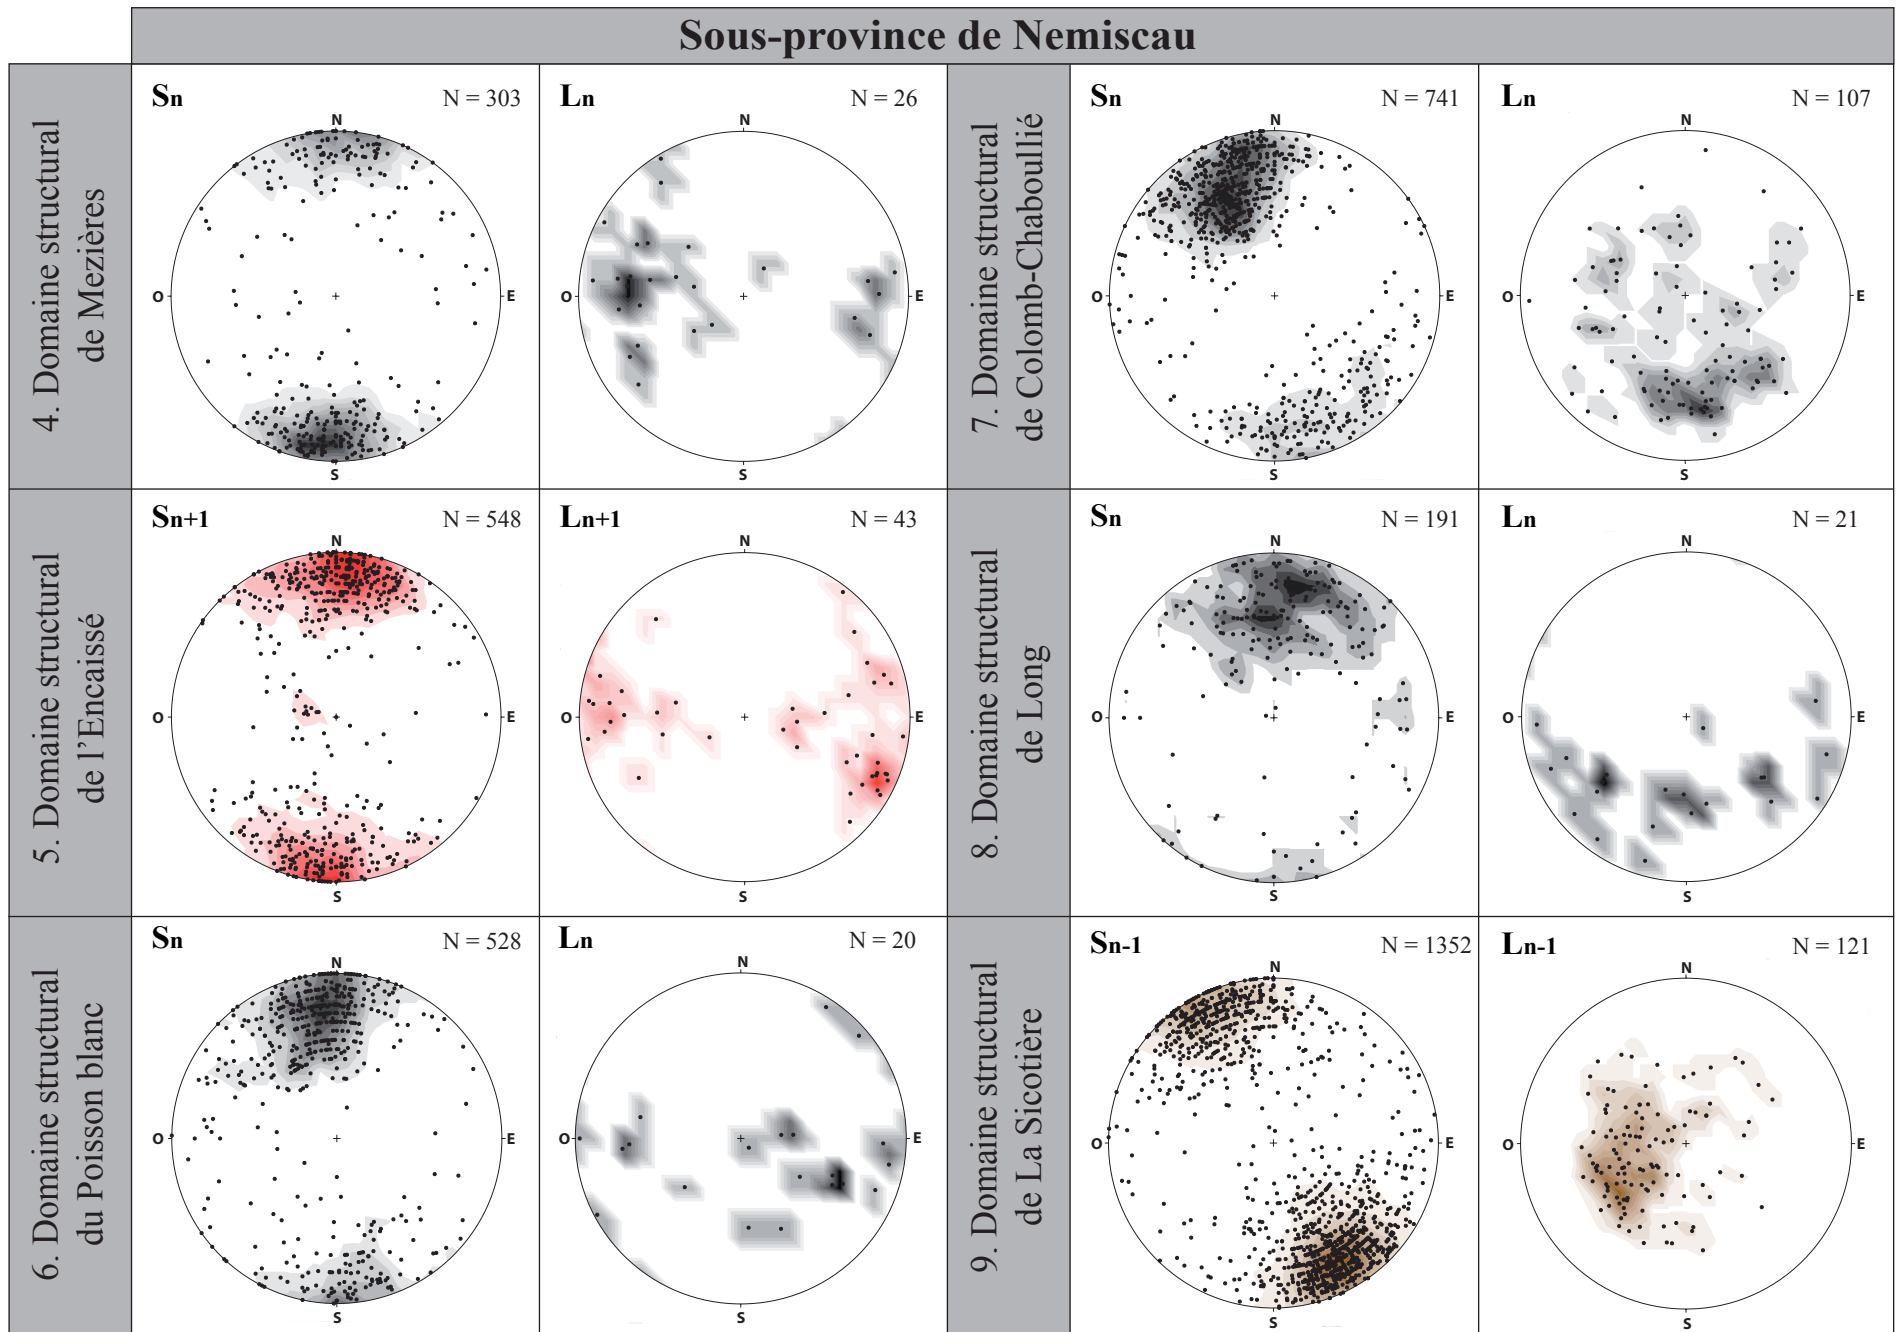 Sous-province de Nemiscau
4. Domaine structural
de Mezières
Sn
N = 303
N
O
E
S
Ln
N = 26
N
O
E
S
7. Domaine structural
de Colomb-Chaboullié
Sn
N = 741
N
O
E
S
Ln
N = 107
N
O
E
S
5. Domaine structural
de l'Encaissé
Sn+1
N = 548
N
O
E
S
Ln+1
N = 43
N
O
E
S
8. Domaine structural
de Long
Sn
N = 191
N
O
E
S
Ln
N = 21
N
O
E
S
6. Domaine structural
du Poisson blanc
Sn
N = 528
N
O
E
S
Ln
N = 20
N
O
E
S
9. Domaine structural
de La Sicotière
Sn-1
N = 1352
N
O
E
S
Ln-1
N = 121
N
O
E
S